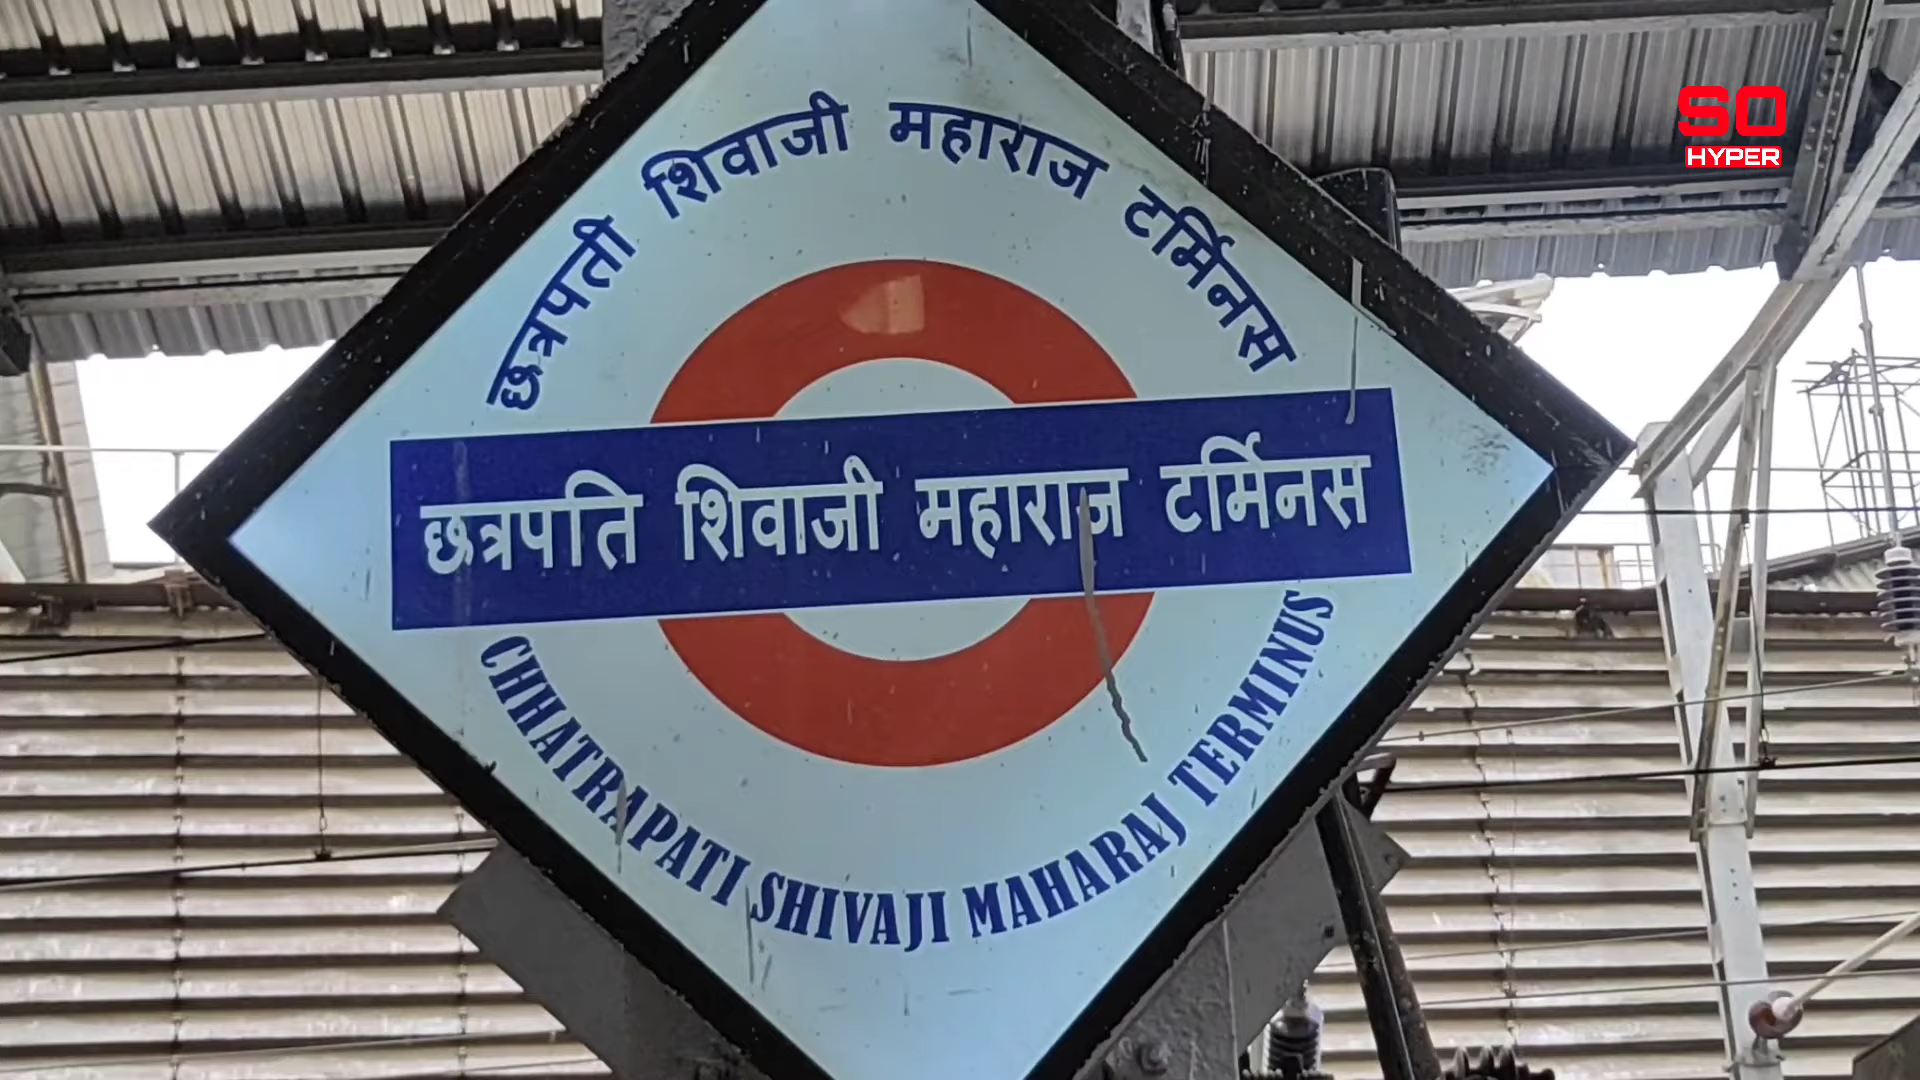 छत्रपती शिवाजी महाराज टर्मिनस
छत्रपति शिवाजी महाराज टर्मिनस
CHHATRAPATI SHIVAJI MAHARAJ TERMINUS
SO
HYPER